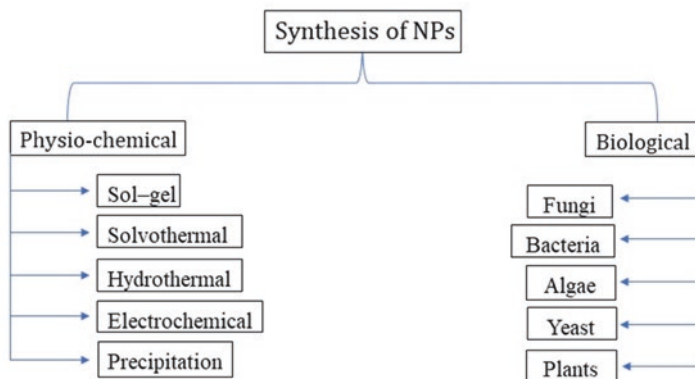 Synthesis of NPs
Physio-chemical
Sol–gel
Solvothermal
Hydrothermal
Electrochemical
Precipitation
Biological
Fungi
Bacteria
Algae
Yeast
Plants